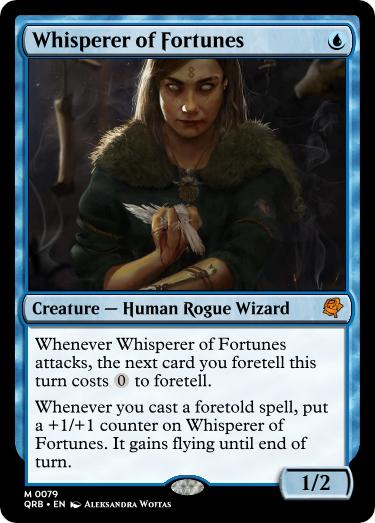 Whisperer of Fortunes
Creature — Human Rogue Wizard
Whenever Whisperer of Fortunes
attacks, the next card you foretell this
turn costs 0 to foretell.
Whenever you cast a foretold spell, put
a +1/+1 counter on Whisperer of
Fortunes. It gains flying until end of
turn.
1/2
M 0079
QRB • EN Aleksandra Wojtas